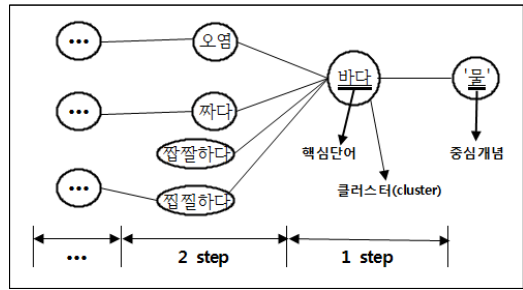 ••• 오염
바다 '물'
••• 짜다
짭짤하다
핵심단어 중심개념
••• 찝찔하다
클러스터(cluster)
••• 2 step 1 step